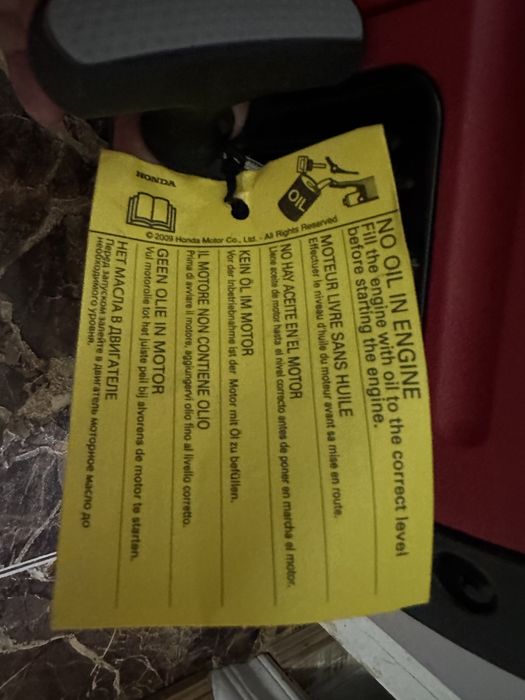 HONDA
OIL
© 2009 Honda Motor Co., Ltd. - All Rights Reserved
NO OIL IN ENGINE
Fill the engine with oil to the correct level
before starting the engine.
MOTEUR LIVRE SANS HUILE
Effectuer le niveau d'huile du moteur avant sa mise en route.
NO HAY ACEITE EN EL MOTOR
Llene aceite de motor hasta el nivel correcto antes de poner en marcha el motor.
KEIN ÖL IM MOTOR
Vor der Inbetriebnahme ist der Motor mit Öl zu befüllen.
IL MOTORE NON CONTIENE OLIO
Prima di avviare il motore, aggiungervi olio fino al livello corretto.
GEEN OLIE IN MOTOR
Vul motorolie tot het juiste peil bij alvorens de motor te starten.
НЕТ МАСЛА В ДВИГАТЕЛЕ
Перед запуском залейте в двигатель моторное масло до
необходимого уровня.